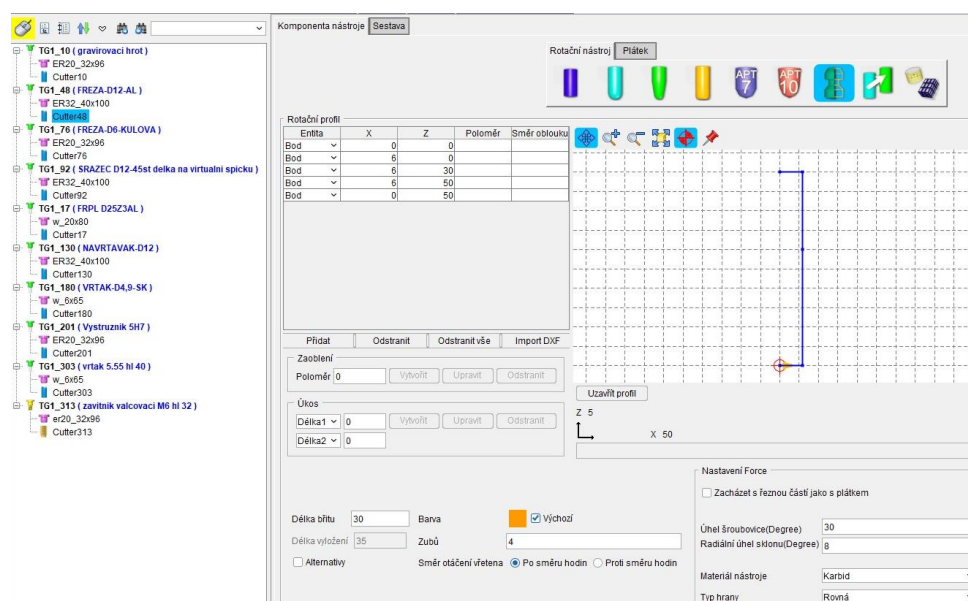 Komponenta nástroje Sestava
TG1_10 ( gravirovaci hrot )
ER20_32x96
Cutter10
TG1_48 ( FREZA-D12-AL )
ER32_40x100
Cutter48
TG1_76 ( FREZA-D6-KULOVA )
ER20_32x96
Cutter76
TG1_92 ( SRAZEC D12-45st delka na virtualni spicku )
ER32_40x100
Cutter92
TG1_17 ( FRPL D25Z3AL )
w_20x80
Cutter17
TG1_130 ( NAVRTAVAK-D12 )
ER32_40x100
Cutter130
TG1_180 ( VRTAK-D4,9-SK )
w_6x65
Cutter180
TG1_201 ( Vystruznik 5H7 )
ER20_32x96
Cutter201
TG1_303 ( vrtak 5.55 hl 40 )
w_6x65
Cutter303
TG1_313 ( zavitnik valcovaci M6 hl 32 )
er20_32x96
Cutter313
Rotační nástroj Plátek
APT 7 APT 10
Rotační profil
Entita X Z Poloměr Směr oblouku
Bod 0 0
Bod 6 0
Bod 6 30
Bod 6 50
Bod 0 50
Přidat Odstranit Odstranit vše Import DXF
Zaoblení
Poloměr 0 Vytvořit Upravit Odstranit
Úkos
Délka1 0 Vytvořit Upravit Odstranit
Délka2 0
Uzavřít profil
Z 5
X 50
Délka břitu 30 Barva Výchozí
Délka vyložení 35 Zubů 4
Alternativy Směr otáčení vřetena Po směru hodin Proti směru hodin
Nastavení Force
Zacházet s řeznou částí jako s plátkem
Úhel šroubovice(Degree) 30
Radiální úhel sklonu(Degree) 8
Materiál nástroje Karbid
Typ hrany Rovná